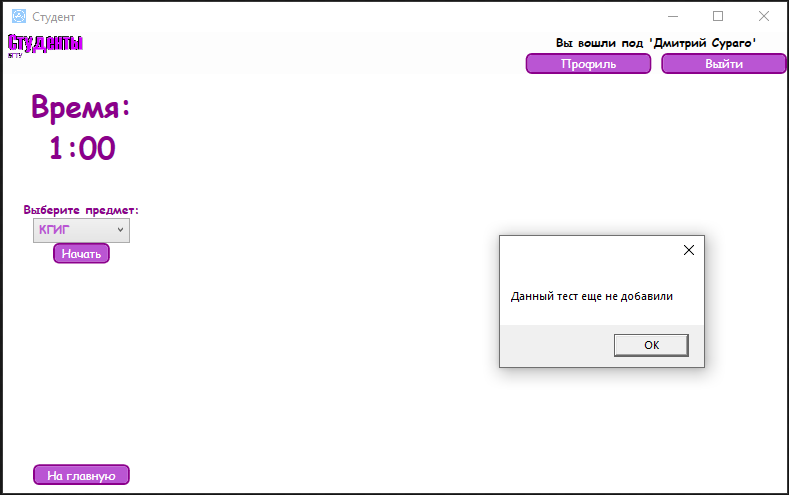 Студент
Студенты
БГТУ
Вы вошли под 'Дмитрий Сураго'
Профиль
Выйти
Время:
1:00
Выберите предмет:
КГИГ
Начать
Данный тест еще не добавили
OK
На главную